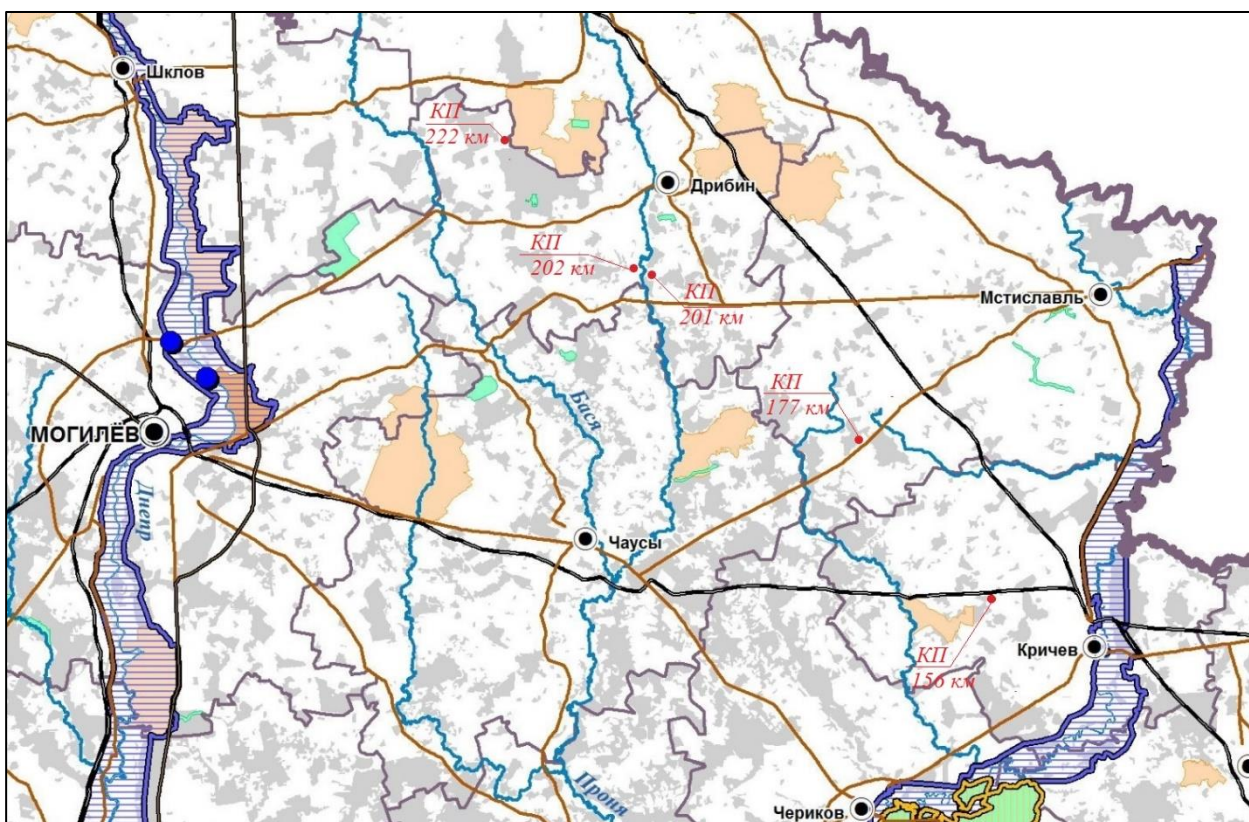 Шклов
КП
222 км
Дрибин
КП
202 км
КП
201 км
Мстиславль
КП
177 км
Бася
МОГИЛЁВ
Днепр
Чаусы
Кричев
КП
156 км
Проня
Чериков